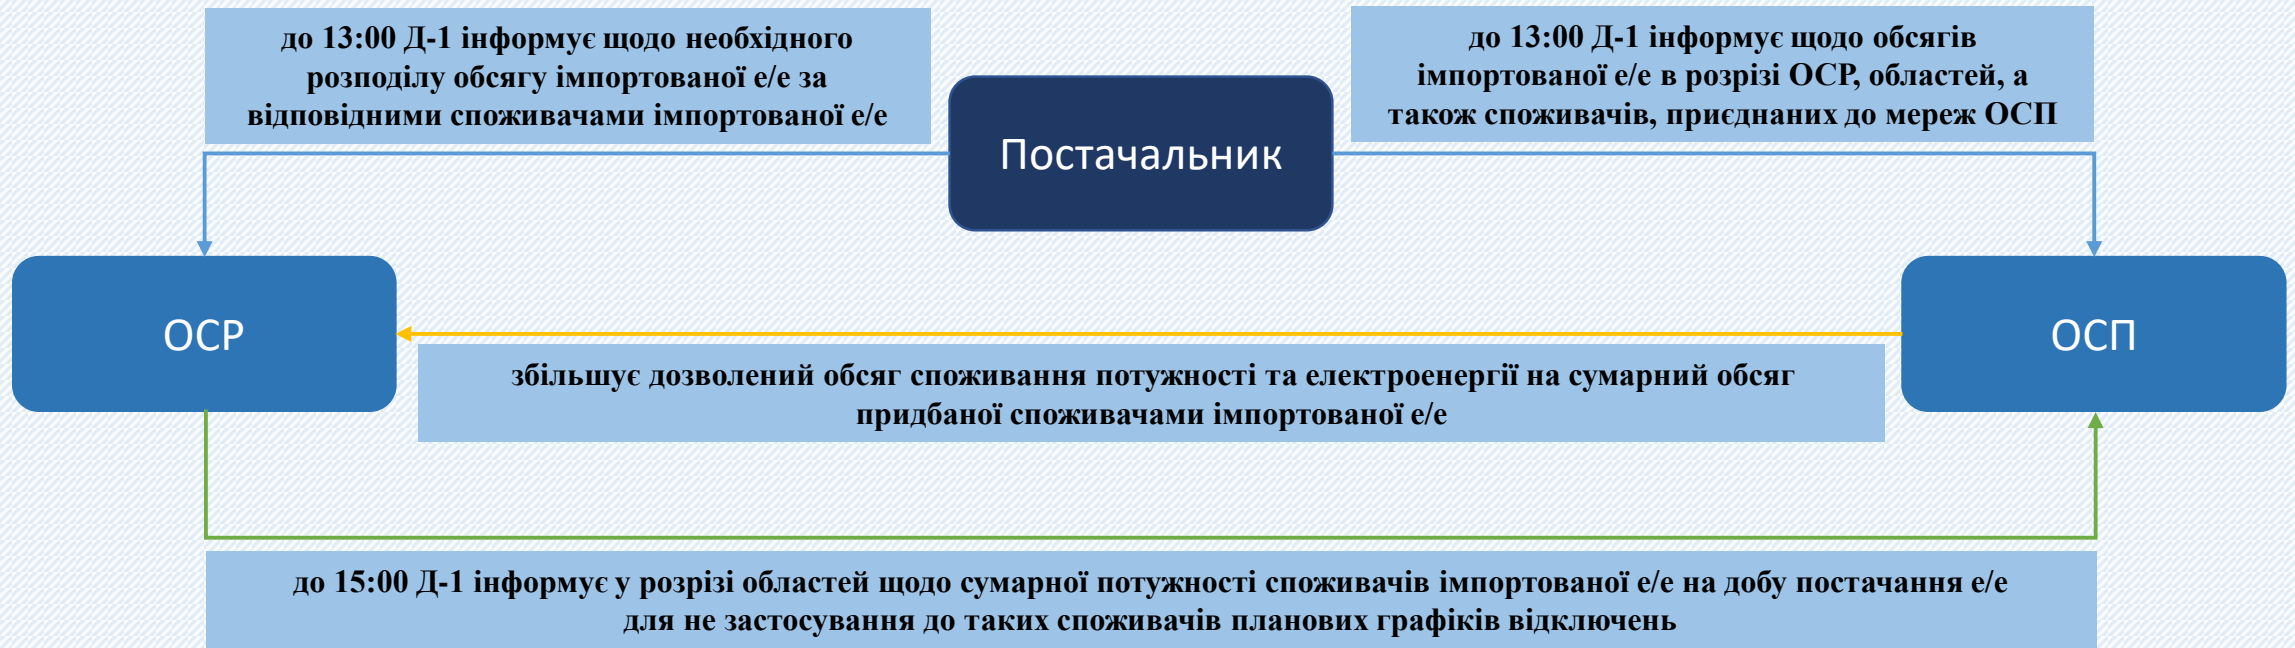 до 13:00 Д-1 інформує щодо необхідного
розподілу обсягу імпортованої е/е за
відповідними споживачами імпортованої е/е
до 13:00 Д-1 інформує щодо обсягів
імпортованої е/е в розрізі ОСР, областей, а
також споживачів, приєднаних до мереж ОСП
Постачальник
ОСР
ОСП
збільшує дозволений обсяг споживання потужності та електроенергії на сумарний обсяг
придбаної споживачами імпортованої е/е
до 15:00 Д-1 інформує у розрізі областей щодо сумарної потужності споживачів імпортованої е/е на добу постачання е/е
для не застосування до таких споживачів планових графіків відключень